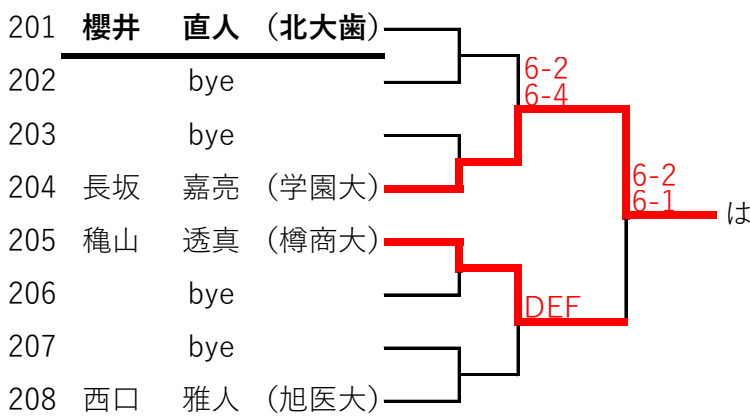 201 櫻井 直人 (北大歯)
202 bye
6-2
6-4
203 bye
204 長坂 嘉亮 (学園大)
6-2
6-1
は
205 穐山 透真 (樽商大)
206 bye
DEF
207 bye
208 西口 雅人 (旭医大)